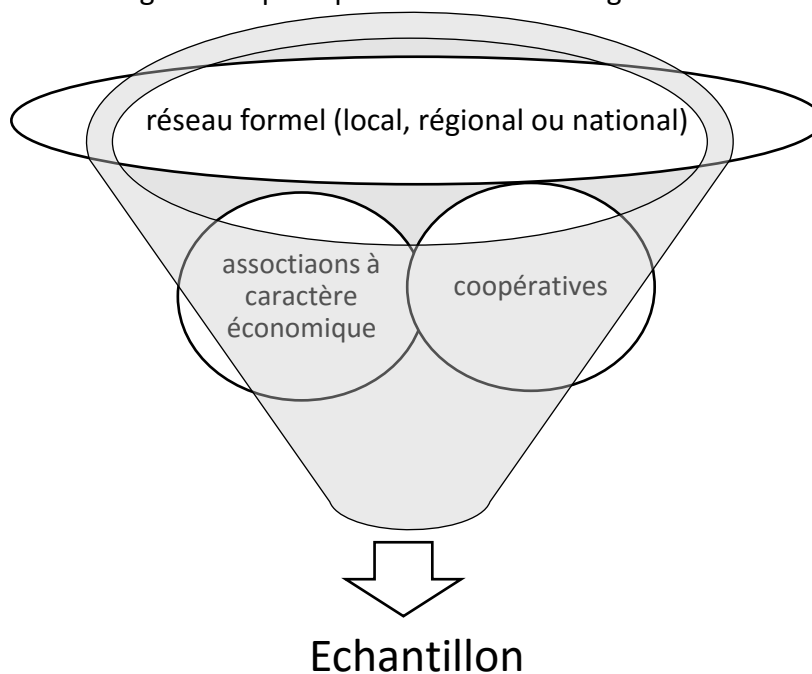 réseau formel (local, régional ou national)
assoctiaons à
caractère
économique
coopératives
Echantillon